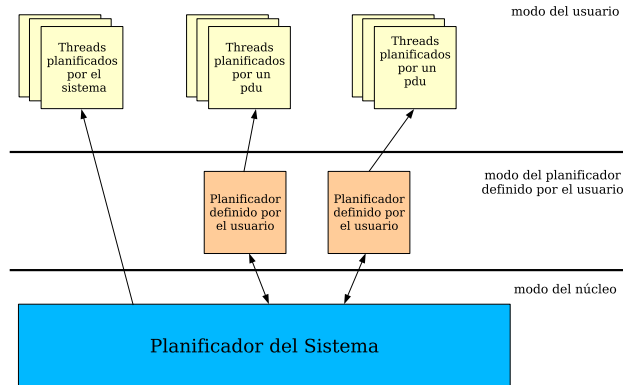 modo del usuario
Threads
planificados
por el
sistema
Threads
planificados
por un
pdu
Threads
planificados
por un
pdu
modo del planificador
definido por el usuario
Planificador
definido por
el usuario
Planificador
definido por
el usuario
modo del núcleo
Planificador del Sistema